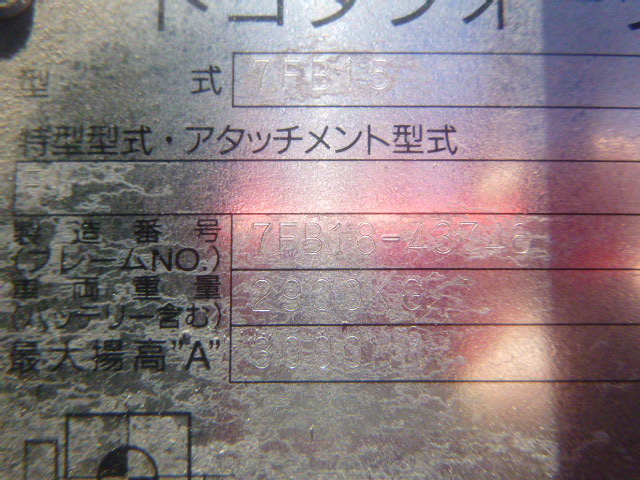 トヨタフォーク
型 式 7FB15
特型型式・アタッチメント型式
製造番号 7FB18-43746
(フレームNO.)
車両重量 2900KG
(バッテリー含む)
最大揚高"A" 3000